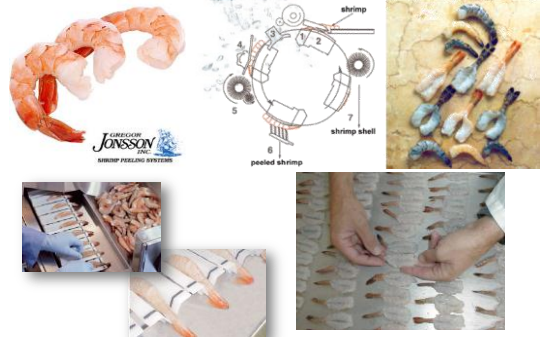 GREGOR
JONSSON
INC.
SHRIMP PEELING SYSTEMS
shrimp
1
2
3
4
5
6
7
peeled shrimp
shrimp shell